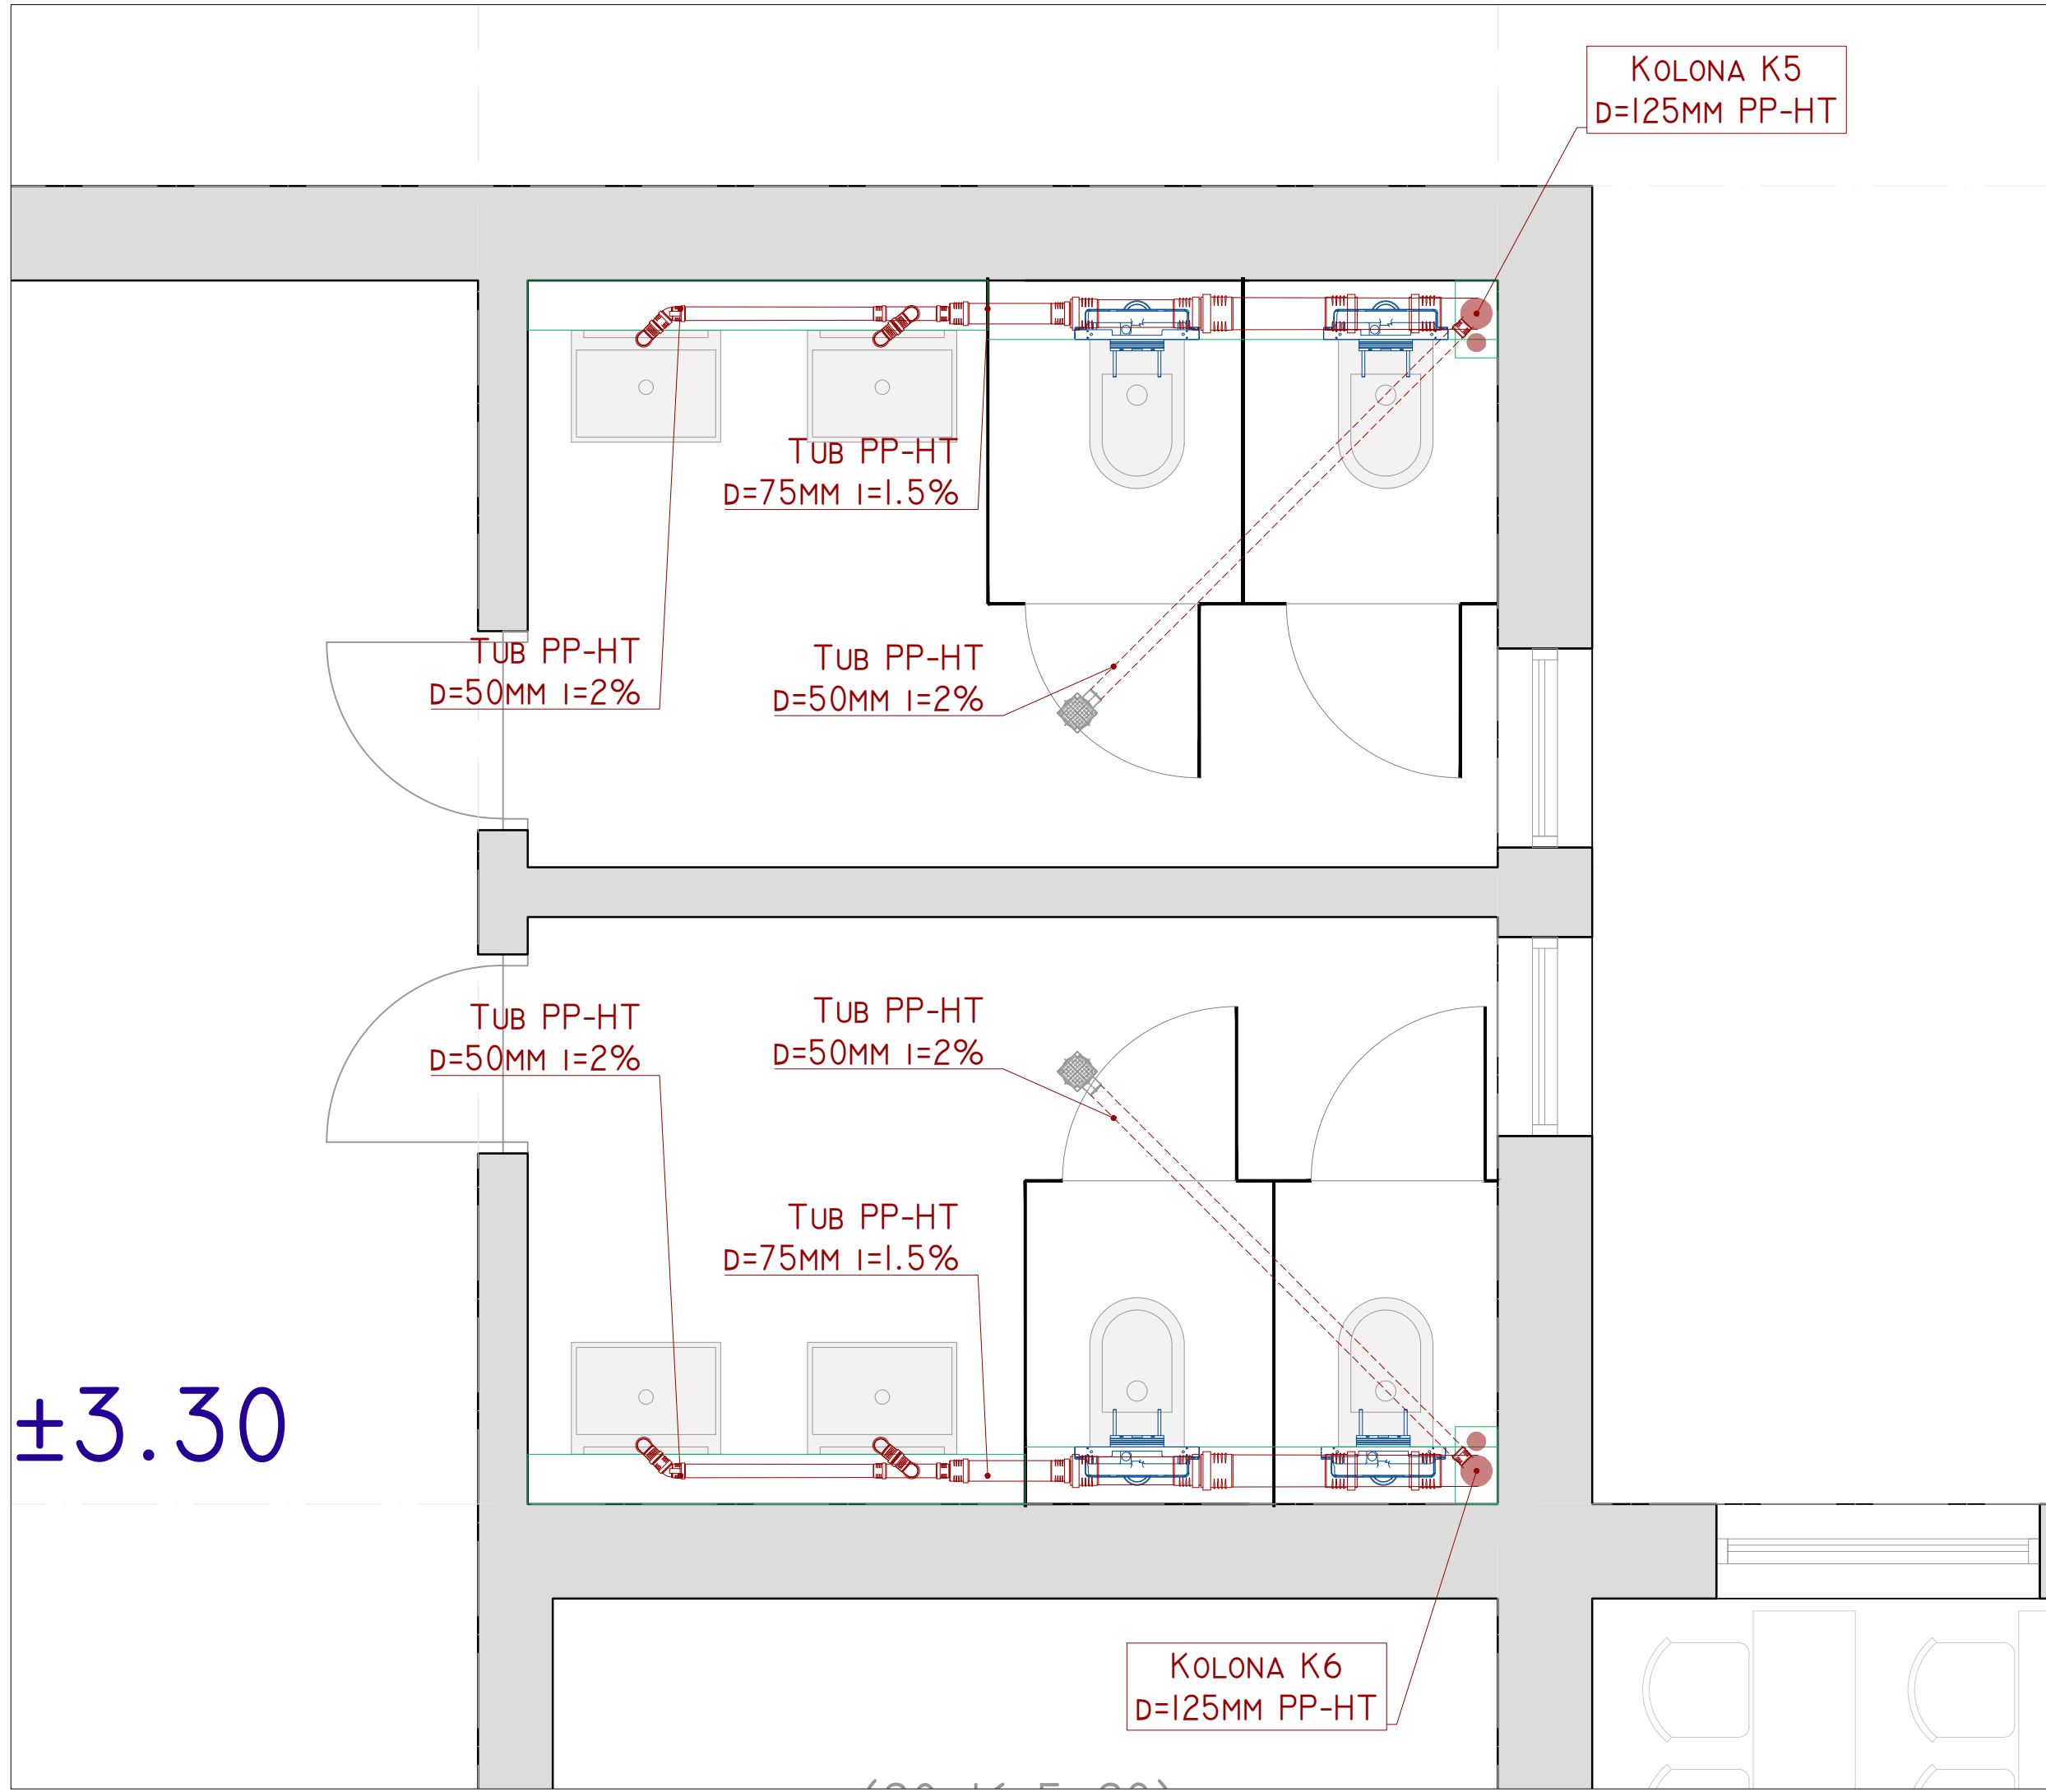 KOLONA K5
D=125MM PP-HT
TUB PP-HT
D=75MM I=1.5%
TUB PP-HT
D=50MM I=2%
TUB PP-HT
D=50MM I=2%
TUB PP-HT
D=50MM I=2%
TUB PP-HT
D=50MM I=2%
TUB PP-HT
D=75MM I=1.5%
±3.30
KOLONA K6
D=125MM PP-HT